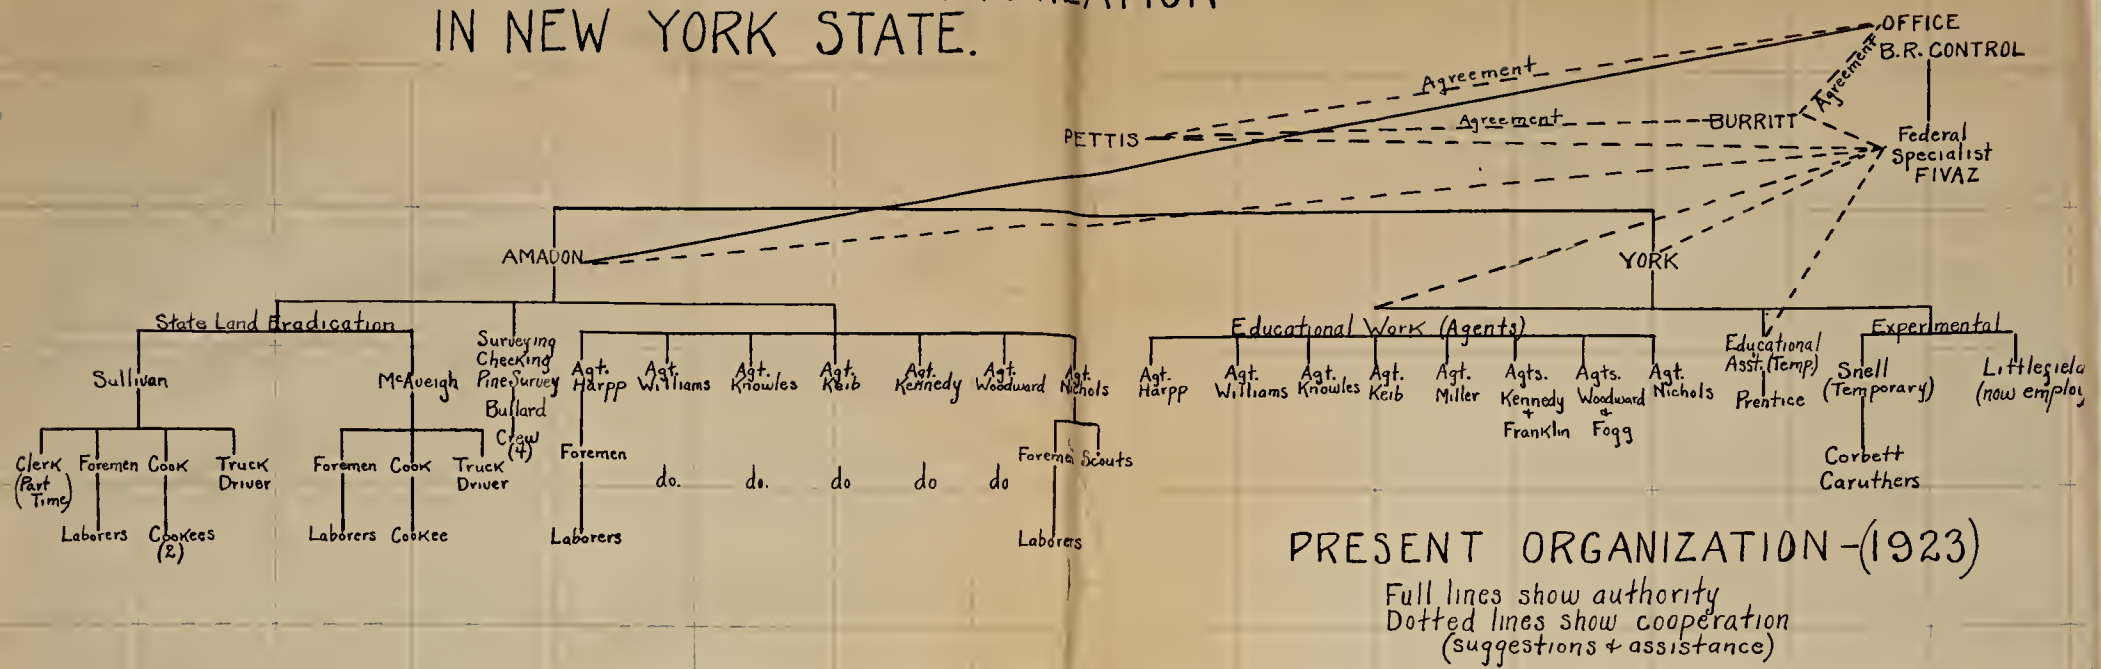 IN NEW YORK STATE.
OFFICE
B.R. CONTROL
Agreement
Agreement
Agreement
PETTIS
BURRITT
Federal
Specialist
FIVAZ
AMADON
YORK
State Land Eradication
Surveying
Checking
Pine Survey
Bullard
Crew
(4)
Sullivan
McAveigh
Clerk
(Part
Time)
Foremen
Cook
Truck
Driver
Laborers
Cookees
(2)
Foremen
Cook
Truck
Driver
Laborers
Cookee
Agt.
Harpp
Agt.
Williams
Agt.
Knowles
Agt.
Keib
Agt.
Kennedy
Agt.
Woodward
Agt.
Nichols
Foremen
do.
do.
do
do
do
Scouts
Laborers
Laborers
Educational Work (Agents)
Agt.
Harpp
Agt.
Williams
Agt.
Knowles
Agt.
Keib
Agt.
Miller
Agts.
Kennedy
+
Franklin
Agts.
Woodward
&
Fogg
Agt.
Nichols
Educational
Asst. (Temp)
Prentice
Experimental
Snell
(Temporary)
Corbett
Caruthers
(now
PRESENT ORGANIZATION-(1923)
Full lines show authority
Dotted lines show cooperation
(suggestions & assistance)